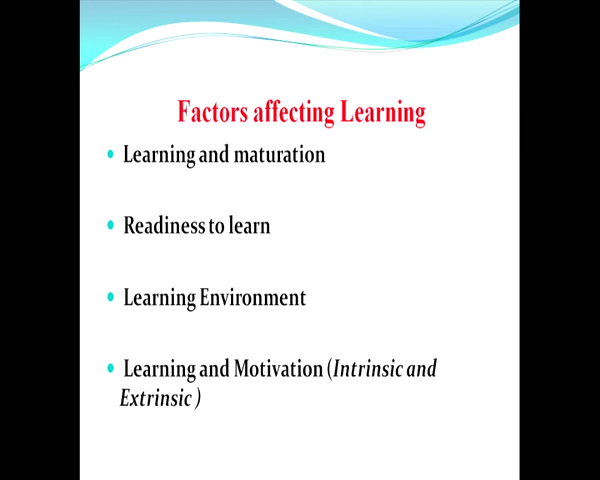 Factors affecting Learning
• Learning and maturation
• Readiness to learn
• Learning Environment
• Learning and Motivation (Intrinsic and
Extrinsic )